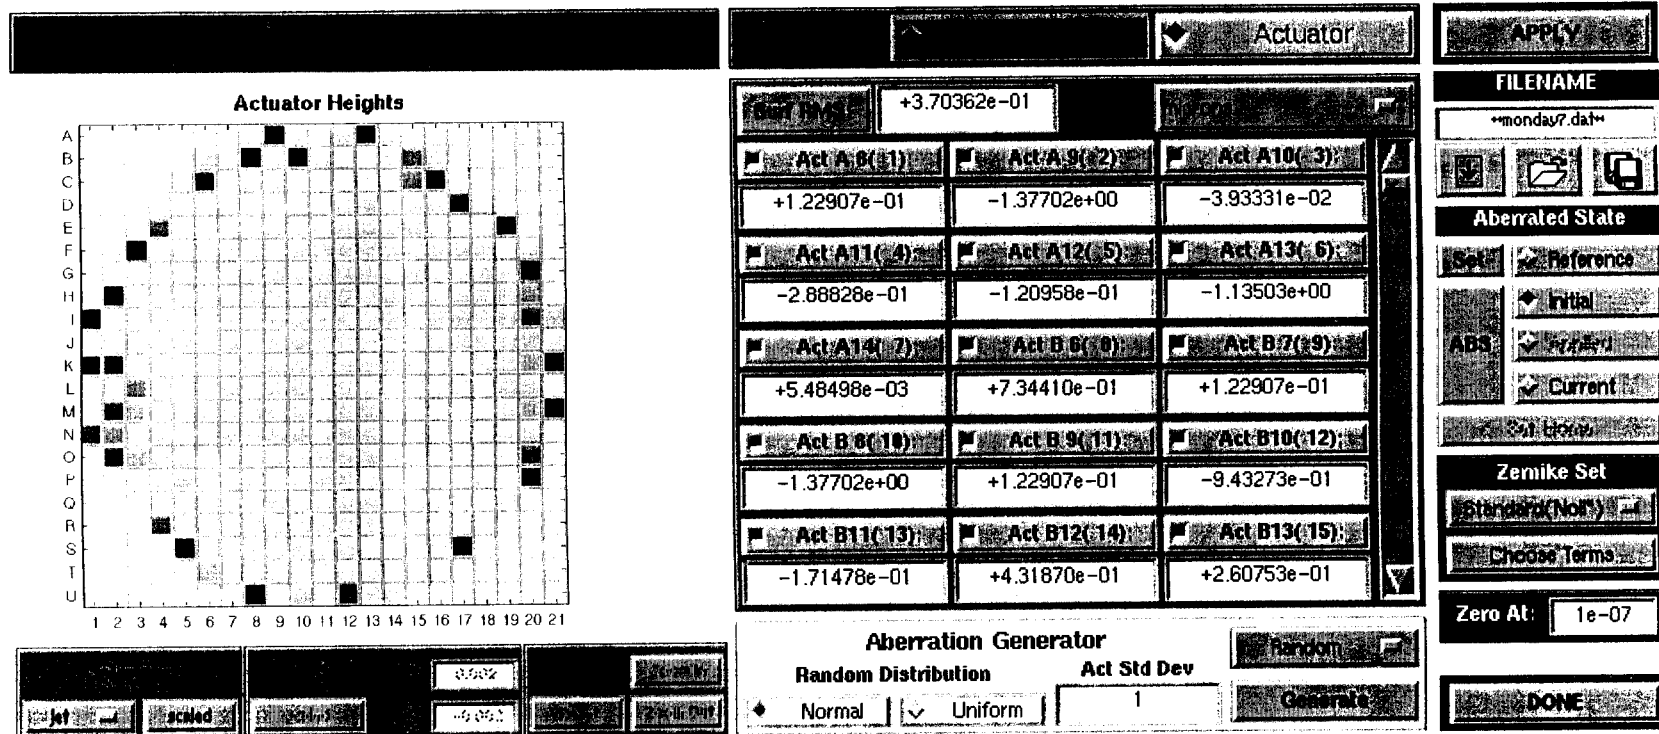 Actuator
APPLY
Actuator Heights
A
B
C
D
E
F
G
H
I
J
K
L
M
N
O
P
Q
R
S
T
U
1 2 3 4 5 6 7 8 9 10 11 12 13 14 15 16 17 18 19 20 21
jet
scaled
0.002
+3.70362e-01
Act A 8( 1): Act A 9( 2): Act A10( 3):
+1.22907e-01 -1.37702e+00 -3.93331e-02
Act A11( 4): Act A12( 5): Act A13( 6):
-2.88828e-01 -1.20958e-01 -1.13503e+00
Act A14( 7): Act B 6( 8): Act B 7( 9):
+5.48498e-03 +7.34410e-01 +1.22907e-01
Act B 8( 10): Act B 9( 11): Act B10( 12):
-1.37702e+00 +1.22907e-01 -9.43273e-01
Act B11( 13): Act B12( 14): Act B13( 15):
-1.71478e-01 +4.31870e-01 +2.60753e-01
Aberration Generator
Random Distribution
Normal Uniform
Act Std Dev
1
Random
Generate
FILENAME
**monday7.dat**
Aberrated State
Set Reference
Initial
ABS
Applied
Current
Zernike Set
Standard(Noll*)
Choose Terms
Zero At: 1e-07
DONE